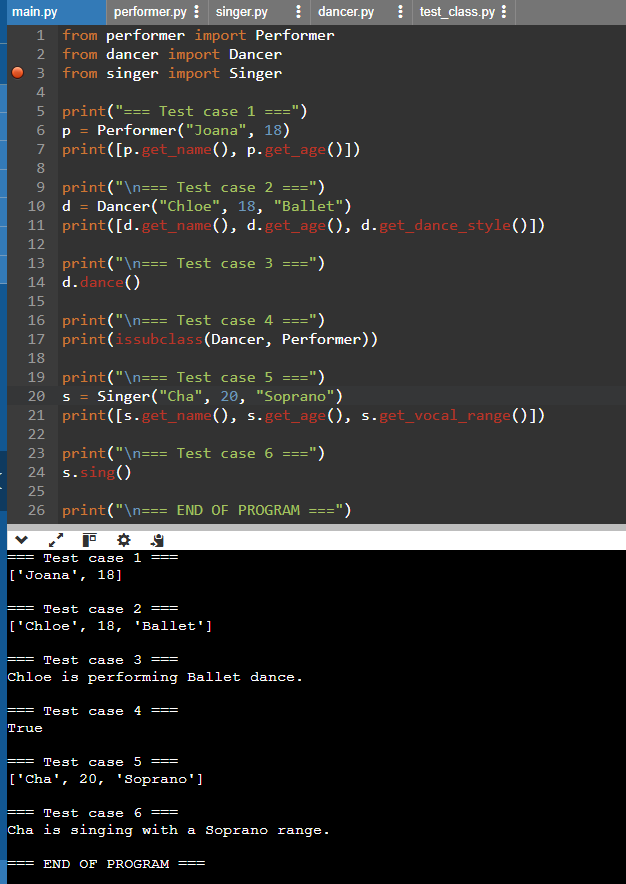 main.py performer.py singer.py dancer.py test_class.py
1 from performer import Performer
2 from dancer import Dancer
3 from singer import Singer
4
5 print("=== Test case 1 ===")
6 p = Performer("Joana", 18)
7 print([p.get_name(), p.get_age()])
8
9 print("\n=== Test case 2 ===")
10 d = Dancer("Chloe", 18, "Ballet")
11 print([d.get_name(), d.get_age(), d.get_dance_style()])
12
13 print("\n=== Test case 3 ===")
14 d.dance()
15
16 print("\n=== Test case 4 ===")
17 print(issubclass(Dancer, Performer))
18
19 print("\n=== Test case 5 ===")
20 s = Singer("Cha", 20, "Soprano")
21 print([s.get_name(), s.get_age(), s.get_vocal_range()])
22
23 print("\n=== Test case 6 ===")
24 s.sing()
25
26 print("\n=== END OF PROGRAM ===")
=== Test case 1 ===
['Joana', 18]
=== Test case 2 ===
['Chloe', 18, 'Ballet']
=== Test case 3 ===
Chloe is performing Ballet dance.
=== Test case 4 ===
True
=== Test case 5 ===
['Cha', 20, 'Soprano']
=== Test case 6 ===
Cha is singing with a Soprano range.
=== END OF PROGRAM ===